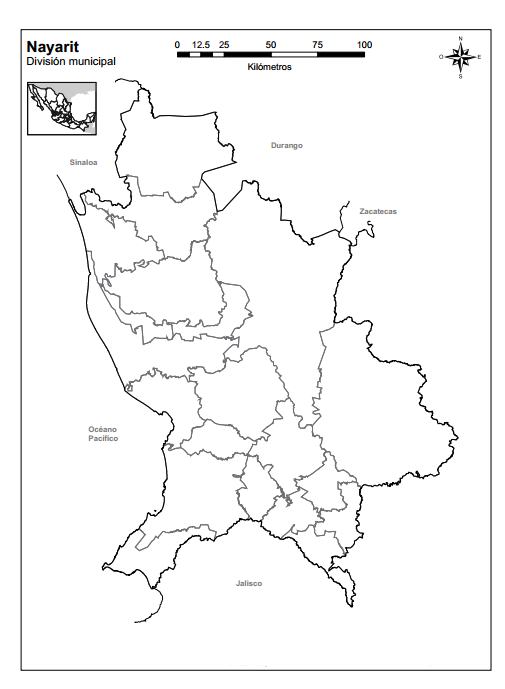 Nayarit
División municipal
0 12.5 25 50 75 100
Kilómetros
N
O E
S
Durango
Sinaloa
Zacatecas
Océano
Pacífico
Jalisco